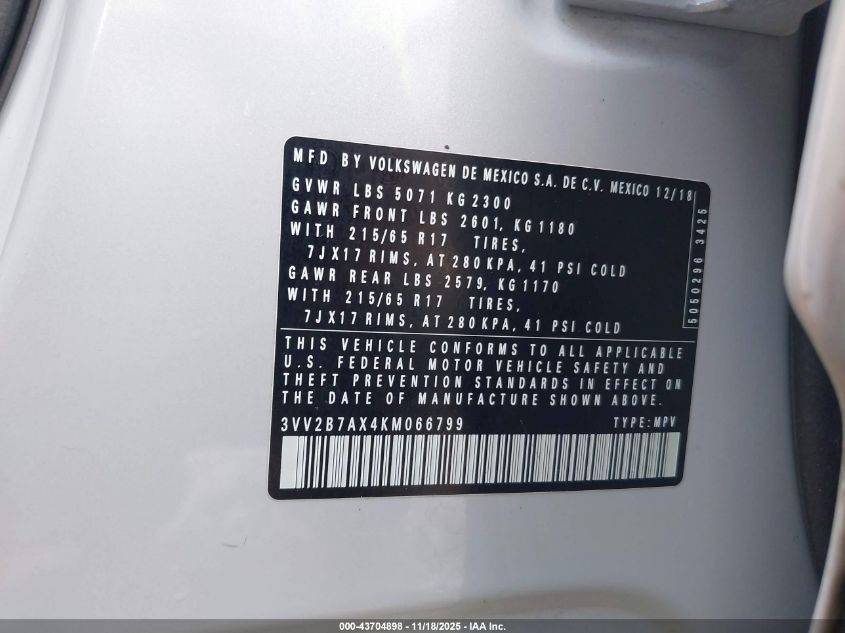 MFD BY VOLKSWAGEN DE MEXICO S.A. DE C.V. MEXICO 12/18
GVWR LBS 5071 KG 2300
GAWR FRONT LBS 2601, KG 1180
WITH 215/65 R17 TIRES,
7JX17 RIMS, AT 280 KPA, 41 PSI COLD
GAWR REAR LBS 2579, KG 1170
WITH 215/65 R17 TIRES,
7JX17 RIMS, AT 280 KPA, 41 PSI COLD
5050296 3425
THIS VEHICLE CONFORMS TO ALL APPLICABLE
U.S. FEDERAL MOTOR VEHICLE SAFETY AND
THEFT PREVENTION STANDARDS IN EFFECT ON
THE DATE OF MANUFACTURE SHOWN ABOVE.
3VV2B7AX4KM066799 TYPE: MPV
000-43704898 - 11/18/2025 - IAA Inc.